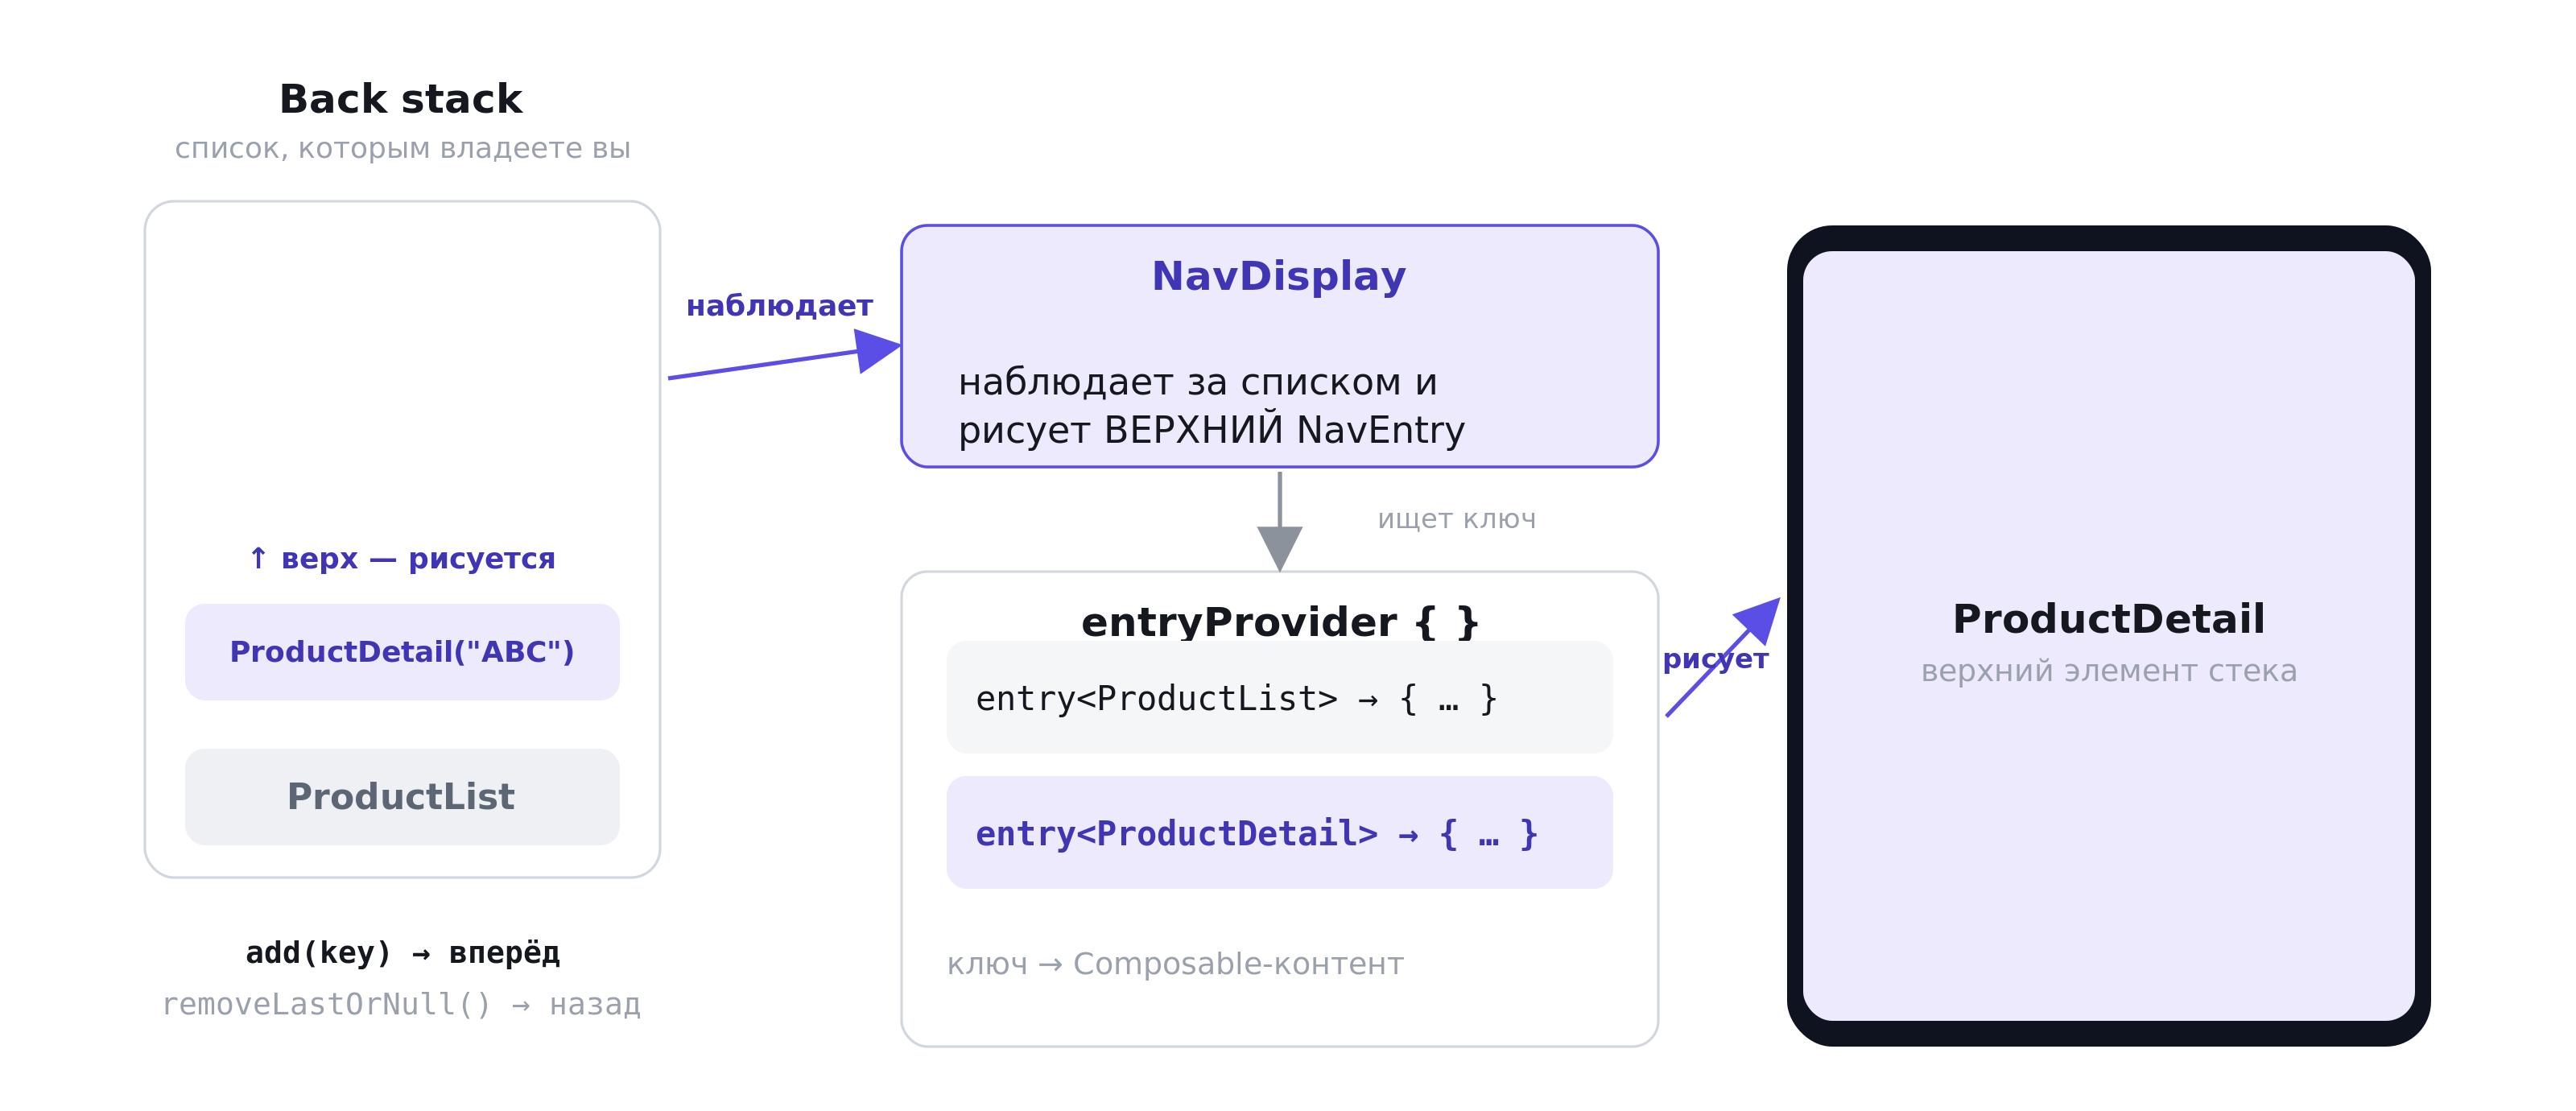 Back stack
список, которым владеете вы
↑ верх — рисуется
ProductDetail("ABC")
ProductList
add(key) → вперёд
removeLastOrNull() → назад
наблюдает
NavDisplay
наблюдает за списком и
рисует ВЕРХНИЙ NavEntry
ищет ключ
entryProvider { }
entry<ProductList> → { … }
entry<ProductDetail> → { … }
ключ → Composable-контент
рисует
ProductDetail
верхний элемент стека